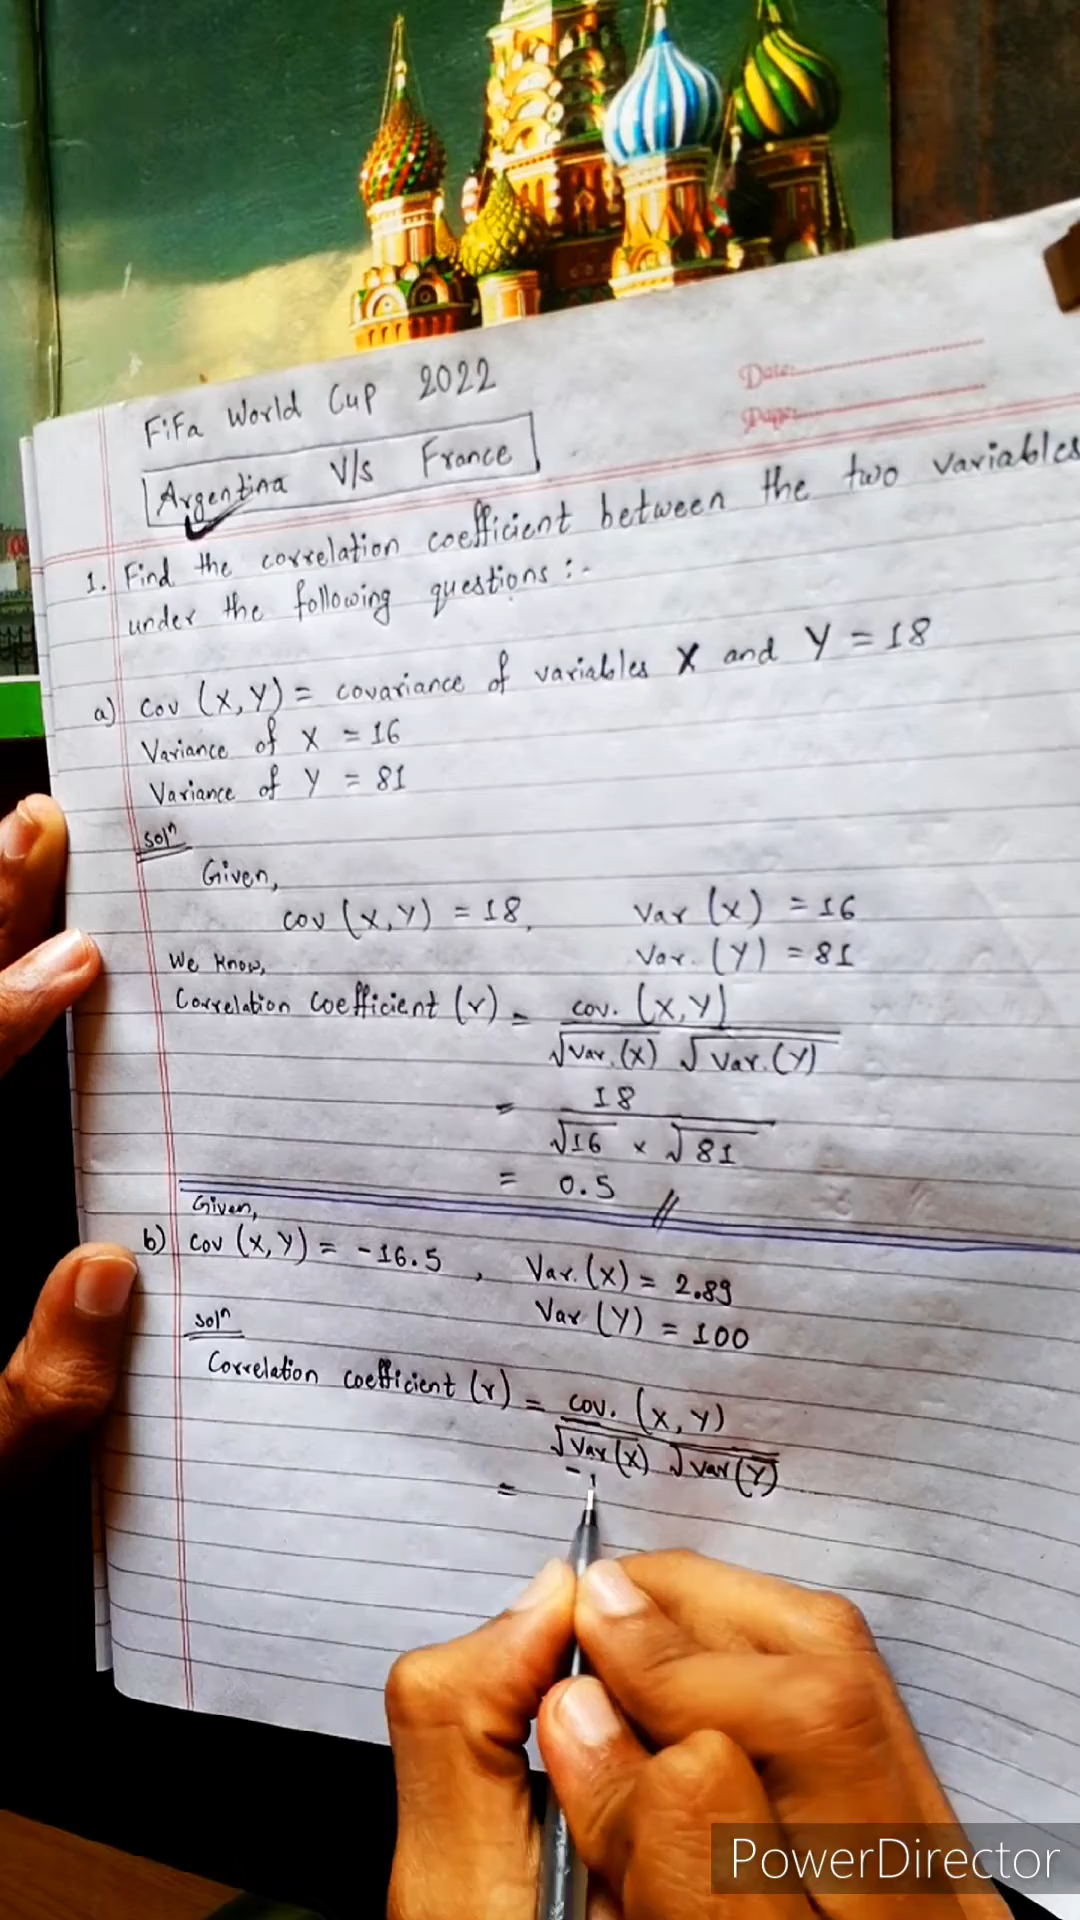 FiFa World Cup 2022
Date:
Page:
Argentina V/s France
1. Find the correlation coefficient between the two variables
under the following questions :-
a) Cov (X,Y) = covariance of variables X and Y = 18
Variance of X = 16
Variance of Y = 81
Solⁿ
Given,
cov (X,Y) = 18, Var (X) = 16
Var. (Y) = 81
We know,
Correlation Coefficient (r) = cov. (X,Y)
√Var. (X) √Var. (Y)
= 18
√16 × √81
= 0.5 //
Given,
b) Cov (X,Y) = -16.5 , Var. (X) = 2.89
Var (Y) = 100
Solⁿ
Correlation coefficient (r) = cov. (X,Y)
√Var (X) √Var (Y)
= -1
PowerDirector